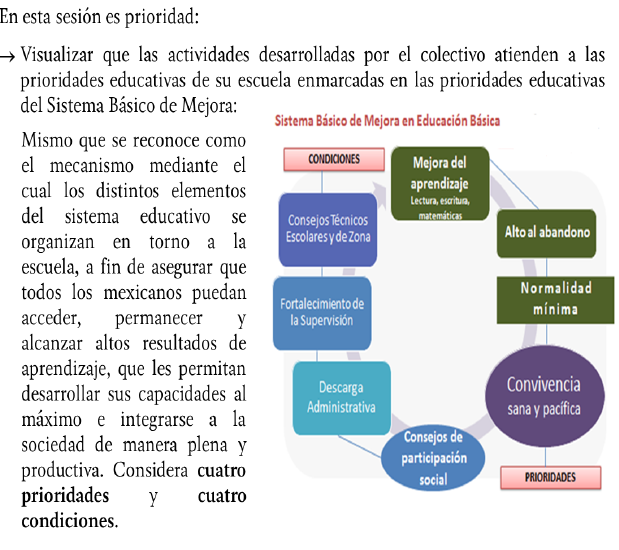 En esta sesión es prioridad:
→ Visualizar que las actividades desarrolladas por el colectivo atienden a las
prioridades educativas de su escuela enmarcadas en las prioridades educativas
del Sistema Básico de Mejora:
Mismo que se reconoce como
el mecanismo mediante el
cual los distintos elementos
del sistema educativo se
organizan en torno a la
escuela, a fin de asegurar que
todos los mexicanos puedan
acceder, permanecer y
alcanzar altos resultados de
aprendizaje, que les permitan
desarrollar sus capacidades al
máximo e integrarse a la
sociedad de manera plena y
productiva. Considera cuatro
prioridades y cuatro
condiciones.
Sistema Básico de Mejora en Educación Básica
CONDICIONES
Mejora del
aprendizaje
Lectura, escritura,
matemáticas
Consejos Técnicos
Escolares y de Zona
Alto al abandono
Normalidad
mínima
Fortalecimiento de
la Supervisión
Convivencia
sana y pacífica
Descarga
Administrativa
Consejos de
participación
social
PRIORIDADES